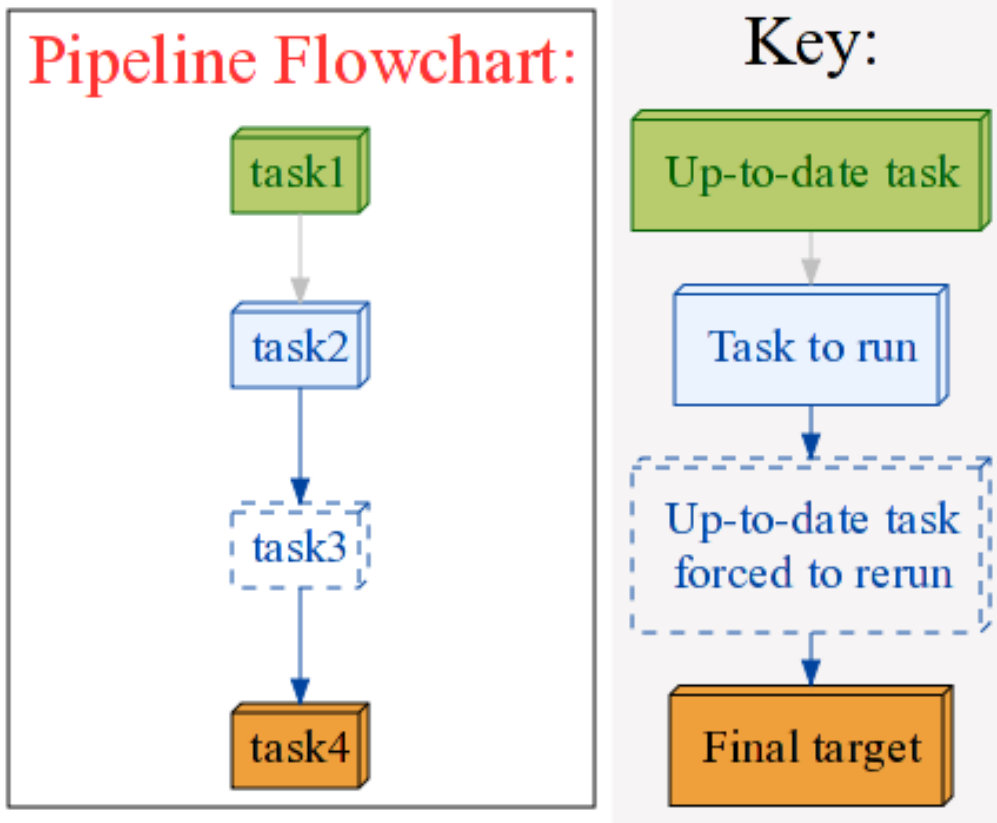 Pipeline Flowchart:
task1
task2
task3
task4
Key:
Up-to-date task
Task to run
Up-to-date task
forced to rerun
Final target